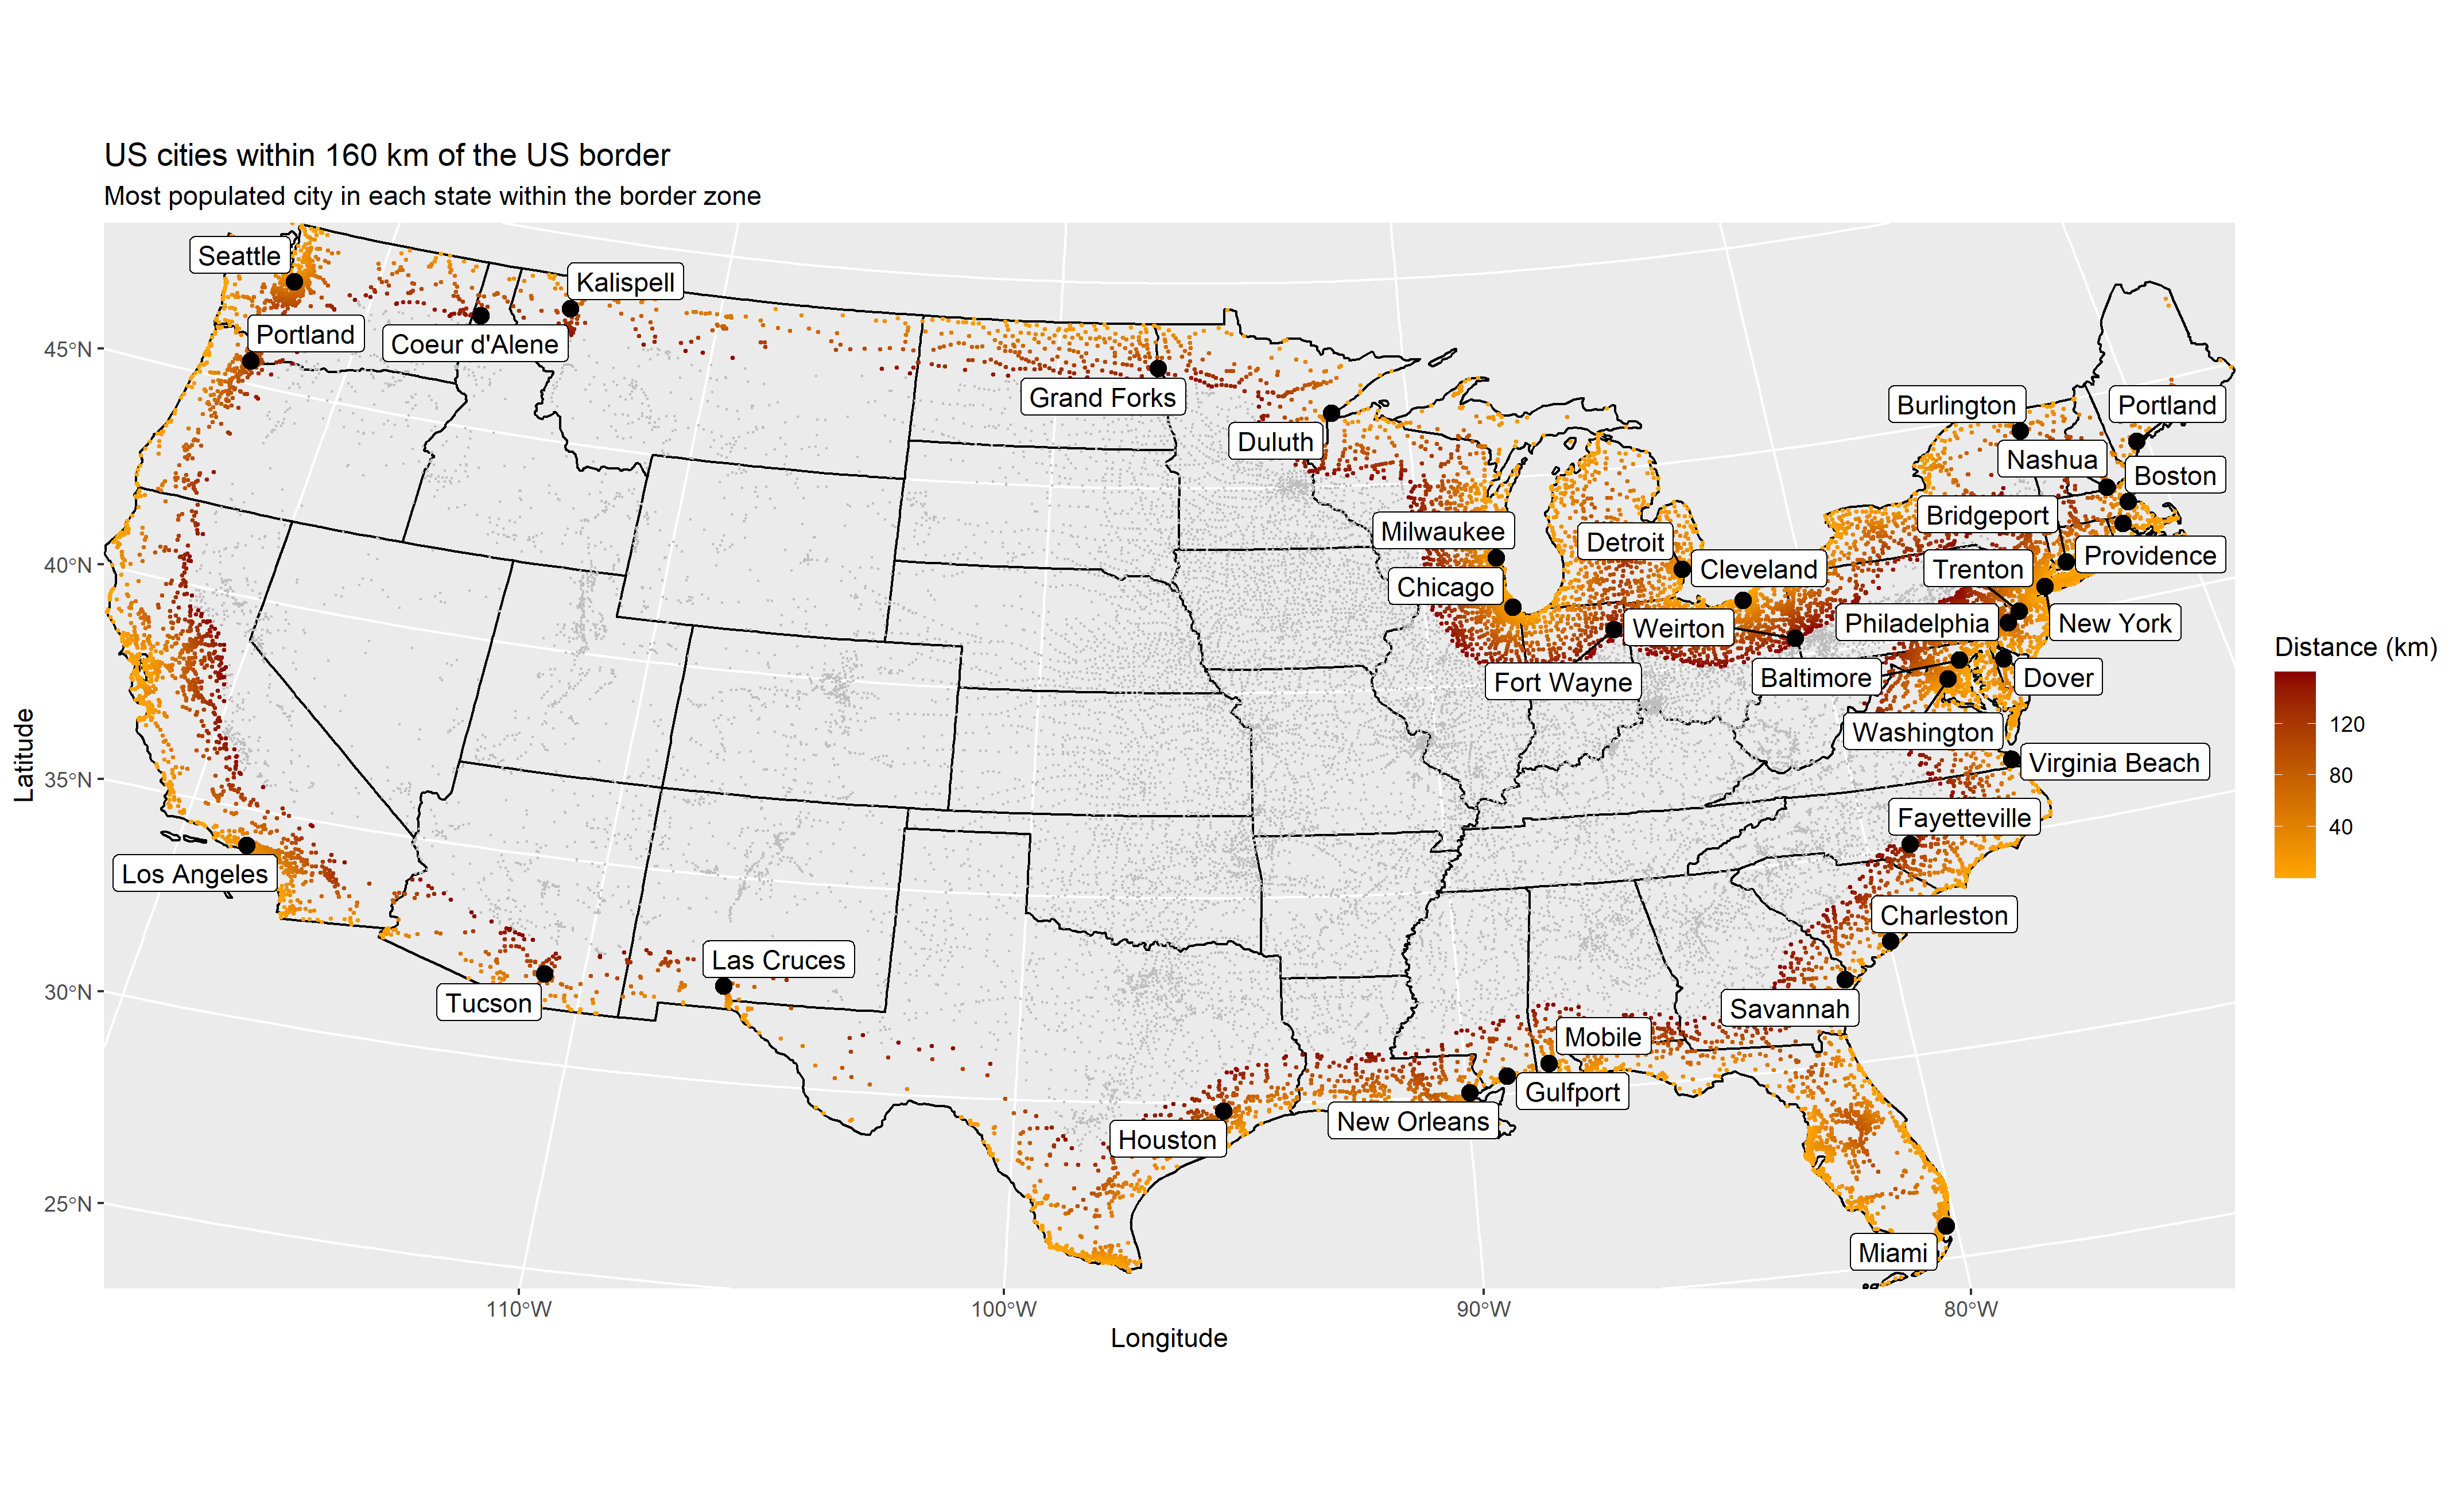 US cities within 160 km of the US border
Most populated city in each state within the border zone
Seattle
Kalispell
Portland
Coeur d'Alene
45°N
Grand Forks
Burlington
Portland
Duluth
Nashua
Boston
Bridgeport
Milwaukee
Detroit
Providence
40°N
Cleveland
Trenton
Chicago
Philadelphia
New York
Weirton
Distance (km)
Fort Wayne
Baltimore
Dover
120
Washington
Latitude
Virginia Beach
35°N
80
Fayetteville
40
Los Angeles
Charleston
Las Cruces
30°N
Tucson
Savannah
Mobile
Gulfport
New Orleans
Houston
25°N
Miami
110°W
100°W
90°W
80°W
Longitude